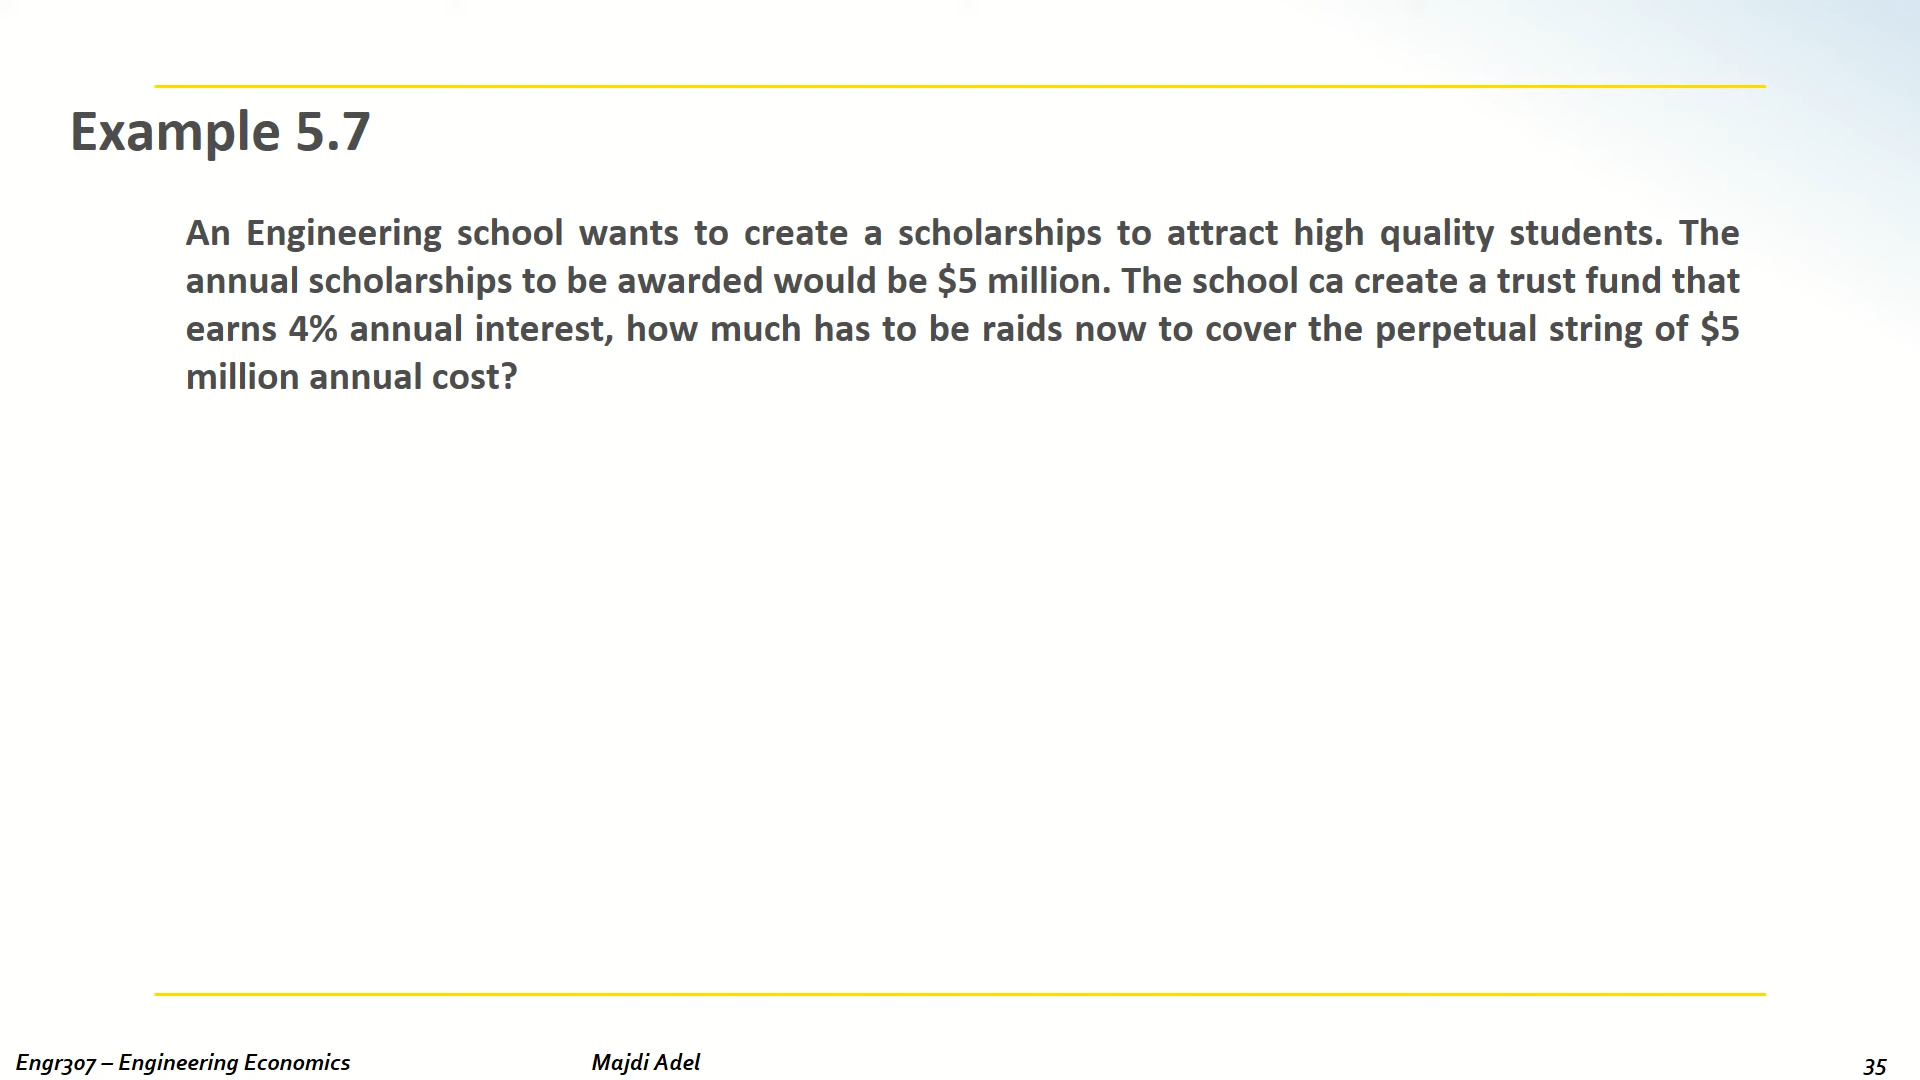 Example 5.7
An Engineering school wants to create a scholarships to attract high quality students. The
annual scholarships to be awarded would be $5 million. The school ca create a trust fund that
earns 4% annual interest, how much has to be raids now to cover the perpetual string of $5
million annual cost?
Engr307 – Engineering Economics
Majdi Adel
35